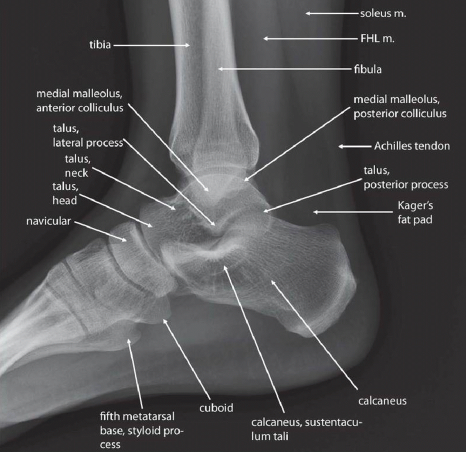 soleus m.
FHL m.
tibia
fibula
medial malleolus,
anterior colliculus
medial malleolus,
posterior colliculus
talus,
lateral process
Achilles tendon
talus,
neck
talus,
posterior process
talus,
head
Kager's
fat pad
navicular
calcaneus
cuboid
fifth metatarsal
base, styloid pro-
cess
calcaneus, sustentacu-
lum tali